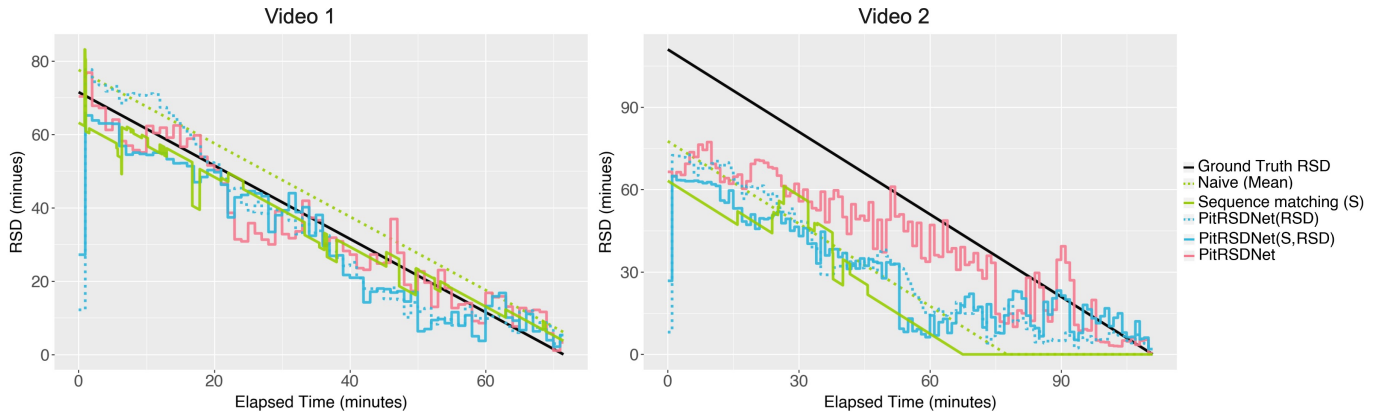 Video 1
Video 2
80
60
40
20
0
RSD (minues)
0
20
40
60
Elapsed Time (minutes)
90
60
30
0
RSD (minues)
0
30
60
90
Elapsed Time (minutes)
Ground Truth RSD
Naive (Mean)
Sequence matching (S)
PitRSDNet(RSD)
PitRSDNet(S,RSD)
PitRSDNet